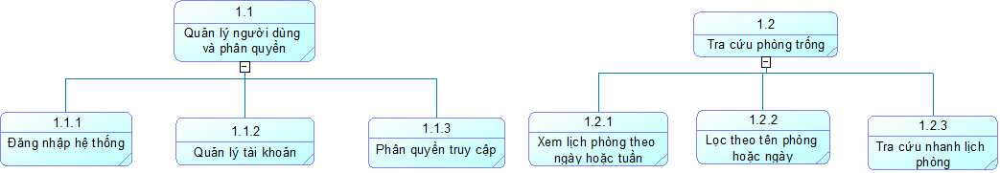 1.1
Quản lý người dùng
và phân quyền
1.1.1
Đăng nhập hệ thống
1.1.2
Quản lý tài khoản
1.1.3
Phân quyền truy cập
1.2
Tra cứu phòng trống
1.2.1
Xem lịch phòng theo
ngày hoặc tuần
1.2.2
Lọc theo tên phòng
hoặc ngày
1.2.3
Tra cứu nhanh lịch
phòng